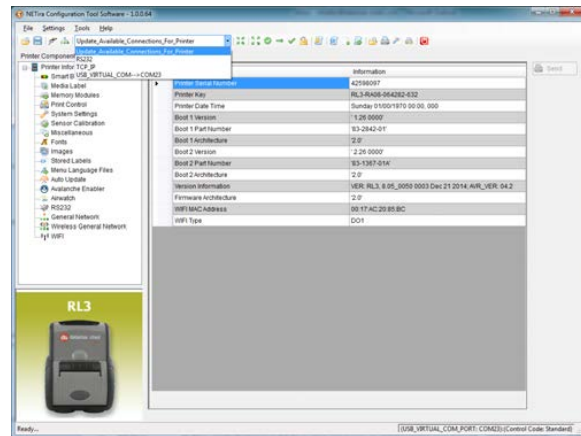 NETira Configuration Tool Software - 1.0.0.64
File Settings Tools Help
Update_Available_Connections_For_Printer
Update_Available_Connections_For_Printer
RS232
TCP_IP
USB_VIRTUAL_COM-->COM23
Printer Component
Printer Infor
Smart B
Media Label
Memory Modules
Print Control
System Settings
Sensor Calibration
Miscellaneous
Fonts
Images
Stored Labels
Menu Language Files
Auto Update
Avalanche Enabler
Airwatch
RS232
General Network
Wireless General Network
WIFI
Information
Printer Serial Number 42598097
Printer Key RL3-RA08-064262-632
Printer Date Time Sunday 01/00/1970 00:00, 000
Boot 1 Version '1.26 0000'
Boot 1 Part Number '83-2842-01'
Boot 1 Architecture '2.0'
Boot 2 Version '2.26 0000'
Boot 2 Part Number '83-1367-01A'
Boot 2 Architecture '2.0'
Version Information VER: RL3, 8.05_0050 0003 Dec 21 2014; AVR_VER: 04.2
Firmware Architecture '2.0'
WIFI MAC Address 00:17:AC:20:85:BC
WIFI Type DO1
Send
RL3
Ready...
(USB_VIRTUAL_COM_PORT: COM23) (Control Code: Standard)